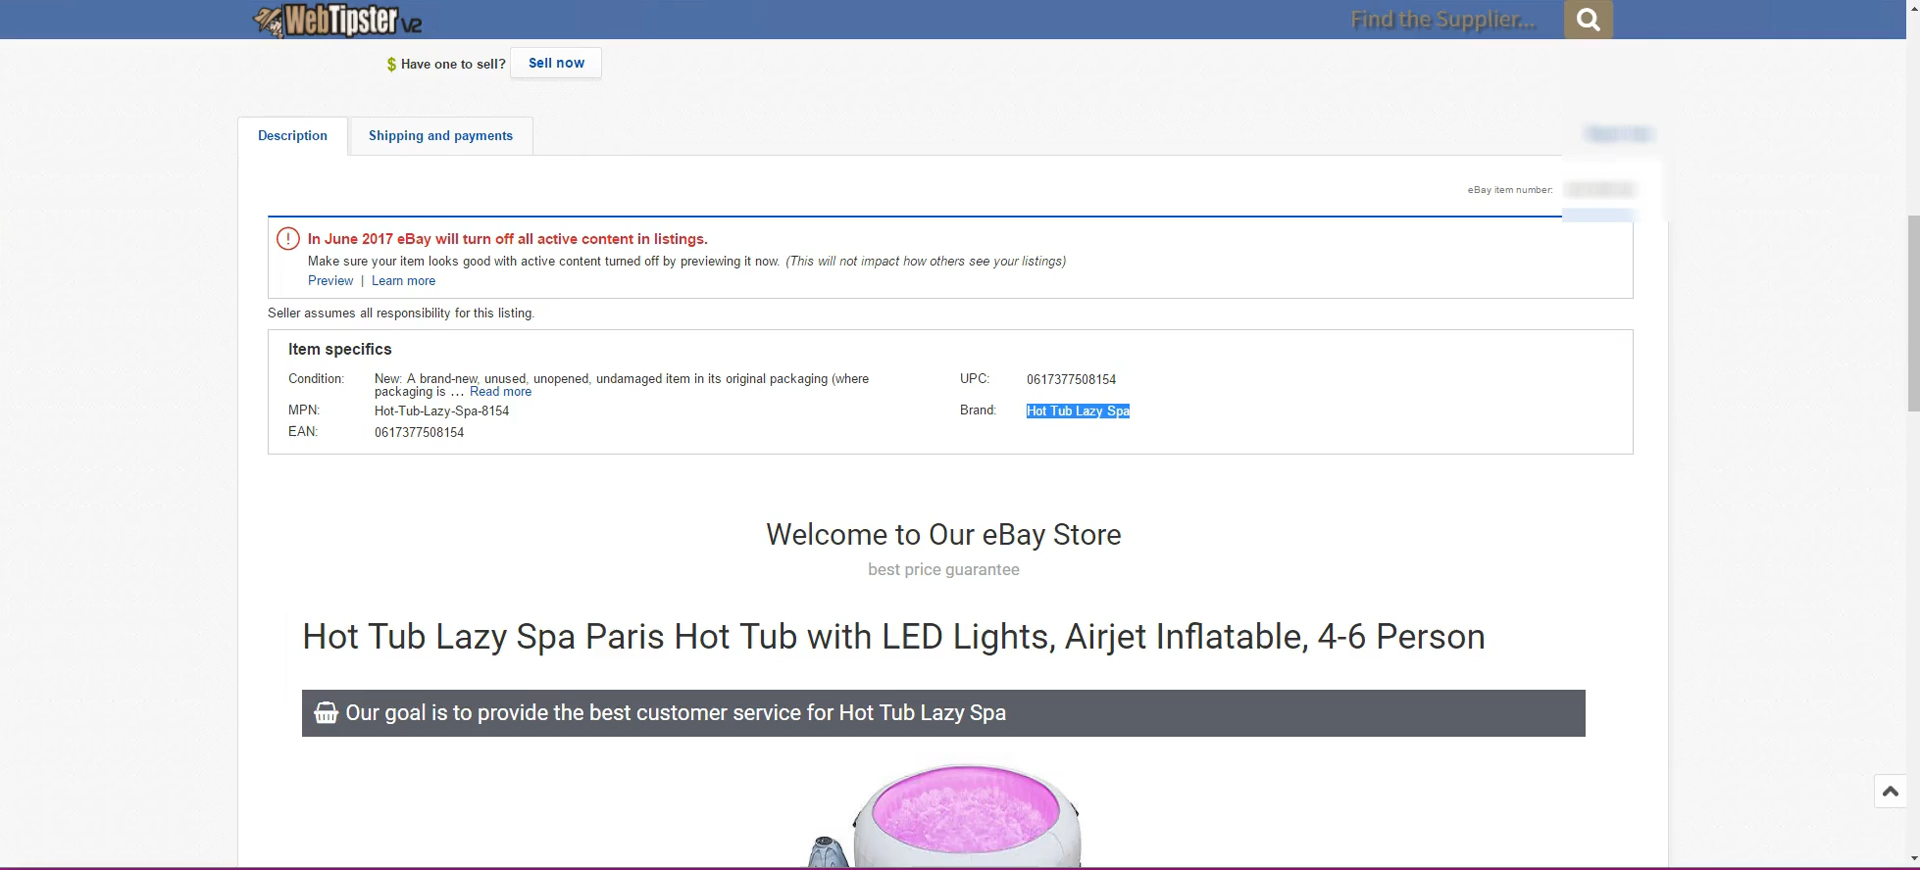 WebTipster V2
Find the Supplier...
$ Have one to sell? Sell now
Description Shipping and payments
eBay item number:
In June 2017 eBay will turn off all active content in listings.
Make sure your item looks good with active content turned off by previewing it now. (This will not impact how others see your listings)
Preview | Learn more
Seller assumes all responsibility for this listing.
Item specifics
Condition: New: A brand-new, unused, unopened, undamaged item in its original packaging (where
packaging is ... Read more
UPC: 0617377508154
MPN: Hot-Tub-Lazy-Spa-8154
Brand: Hot Tub Lazy Spa
EAN: 0617377508154
Welcome to Our eBay Store
best price guarantee
Hot Tub Lazy Spa Paris Hot Tub with LED Lights, Airjet Inflatable, 4-6 Person
Our goal is to provide the best customer service for Hot Tub Lazy Spa